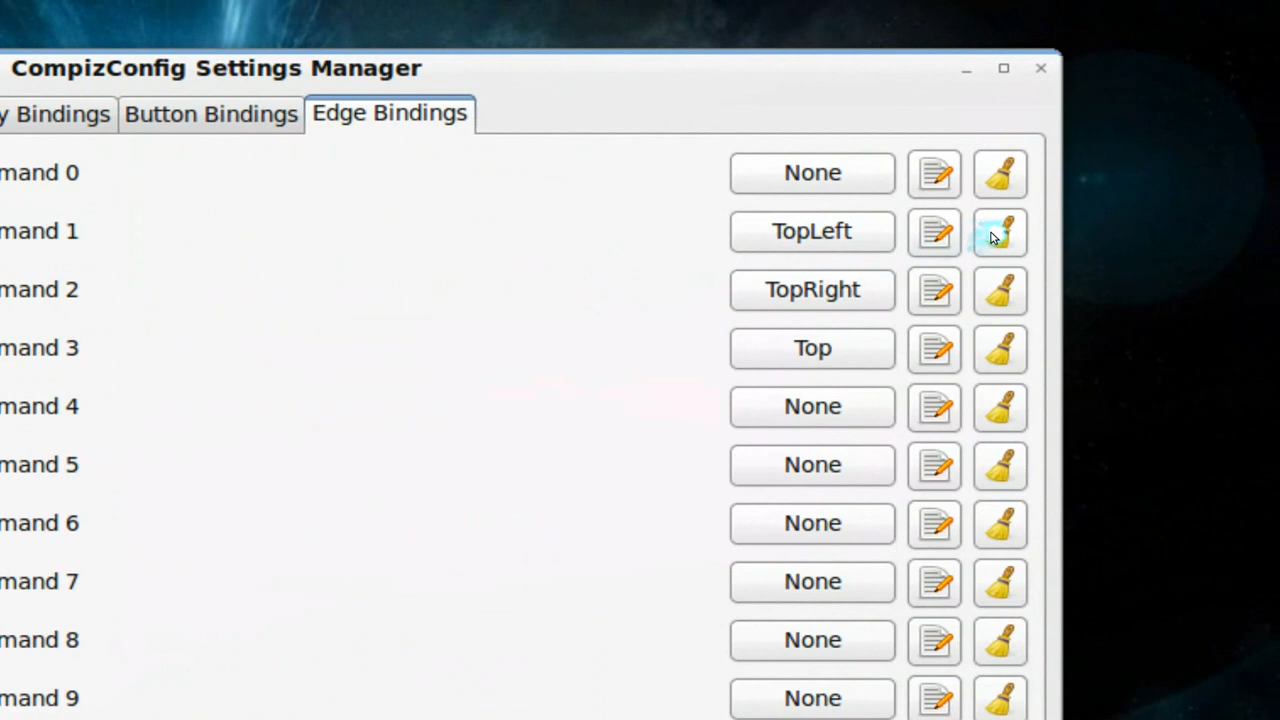 CompizConfig Settings Manager
y Bindings Button Bindings Edge Bindings
mand 0 None
mand 1 TopLeft
mand 2 TopRight
mand 3 Top
mand 4 None
mand 5 None
mand 6 None
mand 7 None
mand 8 None
mand 9 None